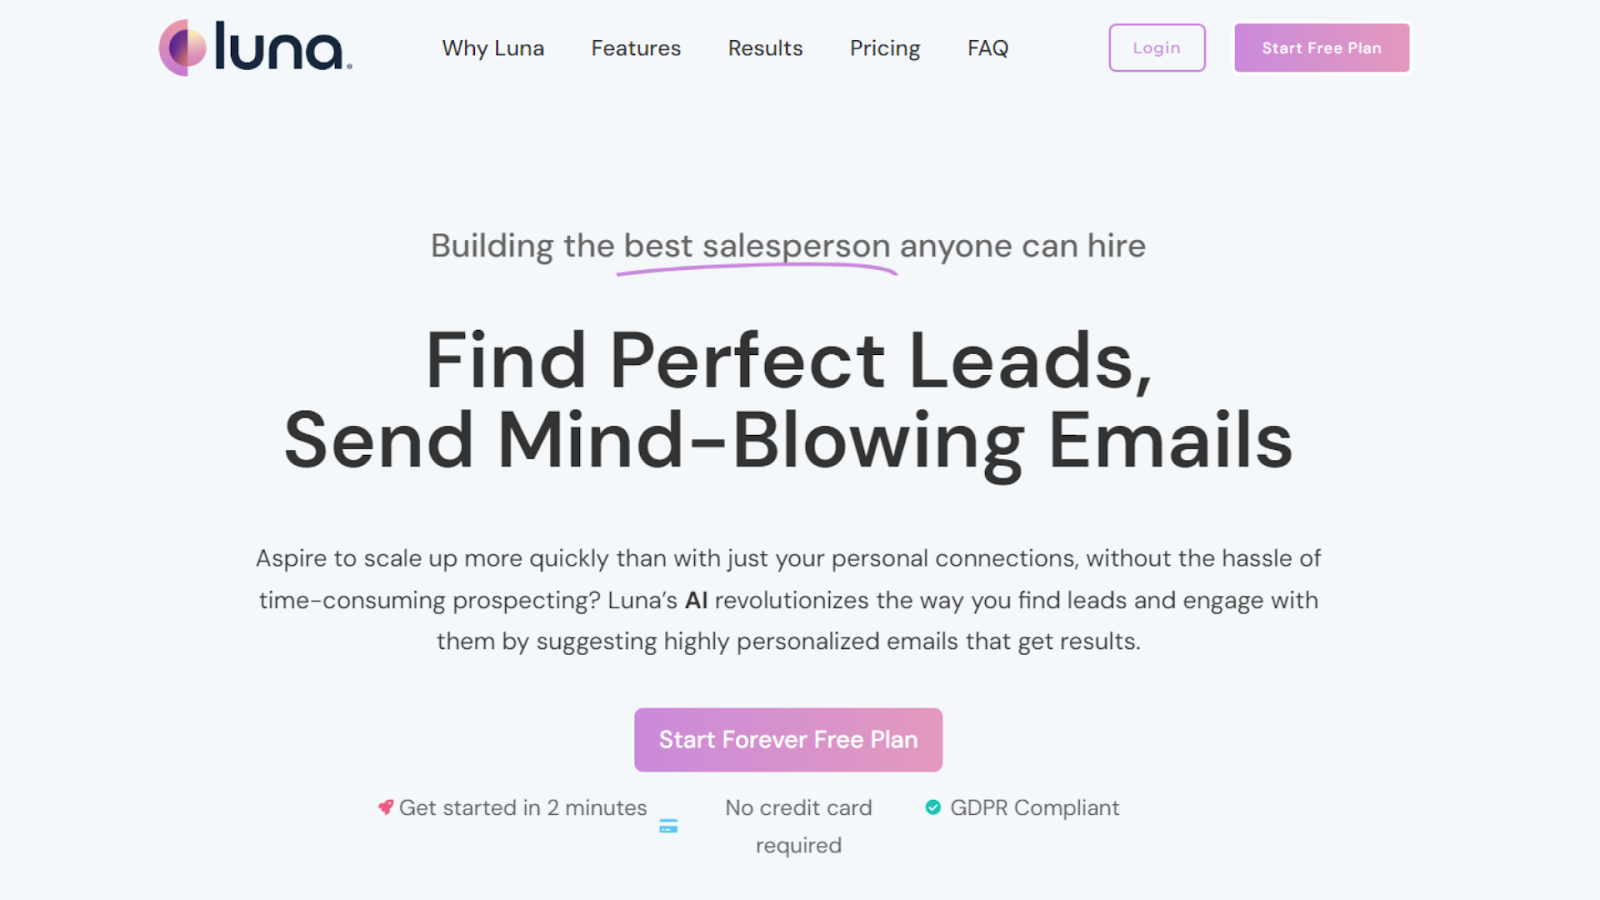 luna.
Why Luna
Features
Results
Pricing
FAQ
Login
Start Free Plan
Building the best salesperson anyone can hire
Find Perfect Leads,
Send Mind-Blowing Emails
Aspire to scale up more quickly than with just your personal connections, without the hassle of
time-consuming prospecting? Luna’s AI revolutionizes the way you find leads and engage with
them by suggesting highly personalized emails that get results.
Start Forever Free Plan
Get started in 2 minutes
No credit card
required
GDPR Compliant